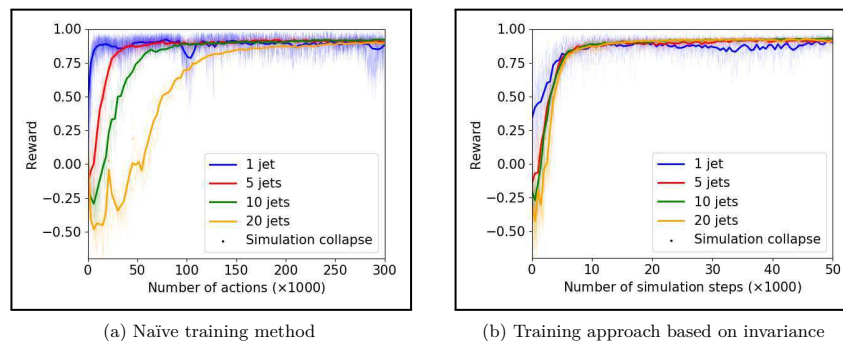 1.00
0.75
0.50
0.25
0.00
−0.25
−0.50
Reward
1 jet
5 jets
10 jets
20 jets
Simulation collapse
0 50 100 150 200 250 300
Number of actions (×1000)
(a) Naïve training method
1.00
0.75
0.50
0.25
0.00
−0.25
−0.50
Reward
1 jet
5 jets
10 jets
20 jets
Simulation collapse
0 10 20 30 40 50
Number of simulation steps (×1000)
(b) Training approach based on invariance